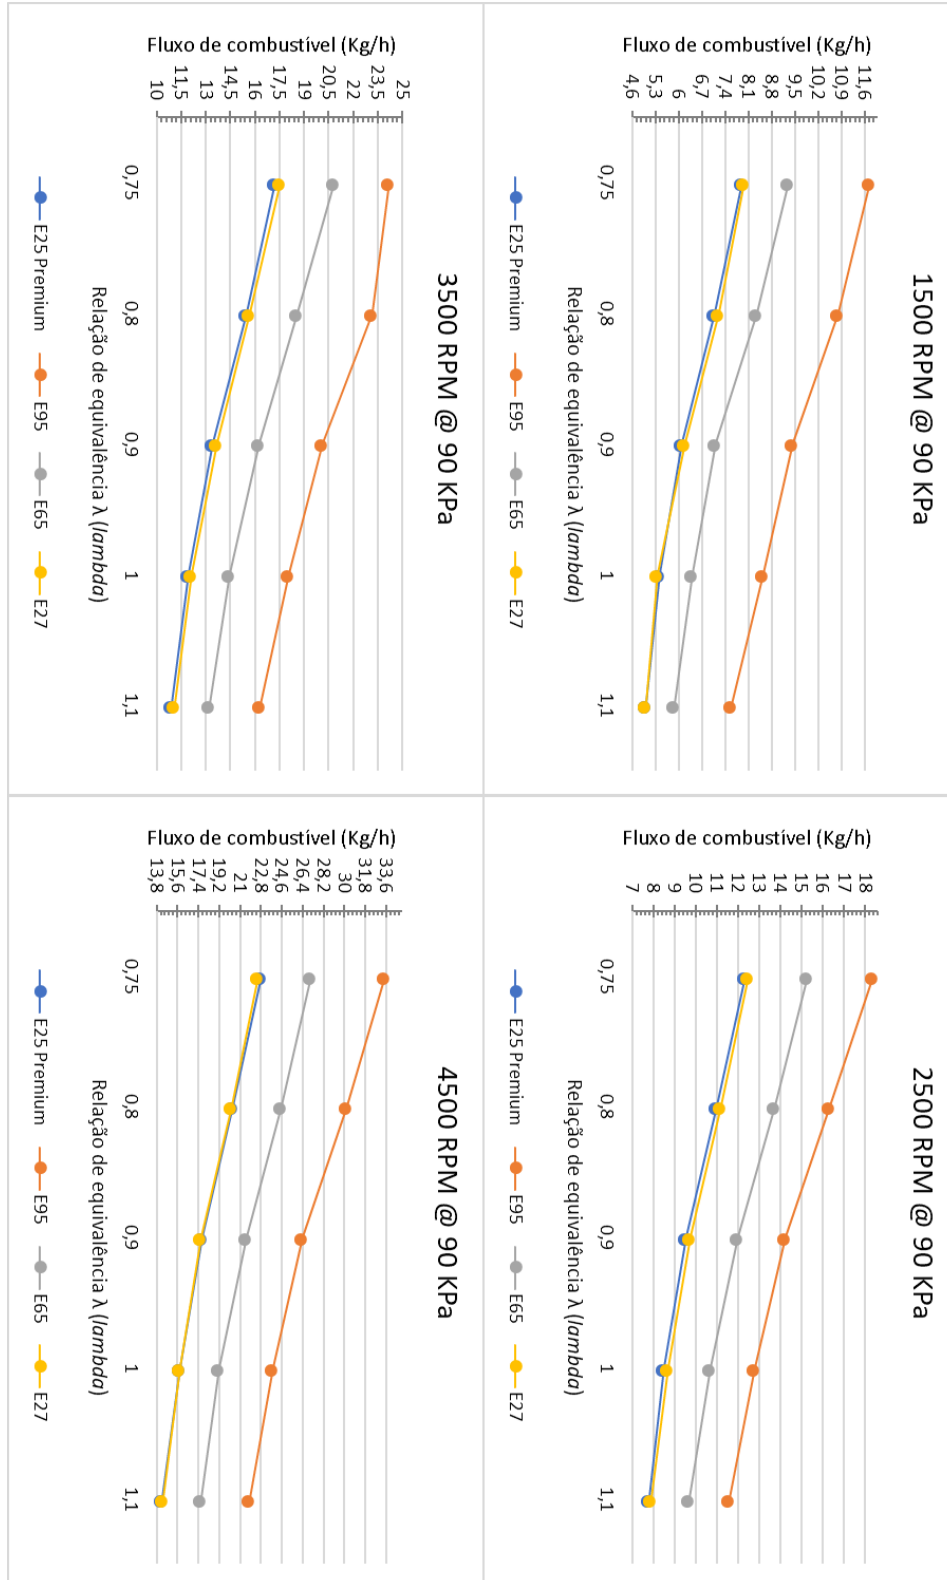 1500 RPM @ 90 KPa
Fluxo de combustível (Kg/h)
11,6
10,9
10,2
9,5
8,8
8,1
7,4
6,7
6
5,3
4,6
0,75 0,8 0,9 1 1,1
Relação de equivalência λ (lambda)
E25 Premium E95 E65 E27
2500 RPM @ 90 KPa
Fluxo de combustível (Kg/h)
18
17
16
15
14
13
12
11
10
9
8
7
0,75 0,8 0,9 1 1,1
Relação de equivalência λ (lambda)
E25 Premium E95 E65 E27
3500 RPM @ 90 KPa
Fluxo de combustível (Kg/h)
25
23,5
22
20,5
19
17,5
16
14,5
13
11,5
10
0,75 0,8 0,9 1 1,1
Relação de equivalência λ (lambda)
E25 Premium E95 E65 E27
4500 RPM @ 90 KPa
Fluxo de combustível (Kg/h)
33,6
31,8
30
28,2
26,4
24,6
22,8
21
19,2
17,4
15,6
13,8
0,75 0,8 0,9 1 1,1
Relação de equivalência λ (lambda)
E25 Premium E95 E65 E27